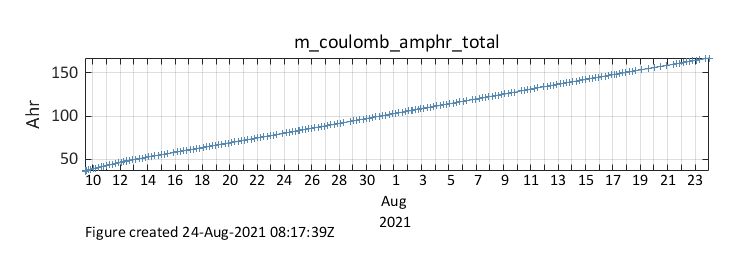 m_coulomb_amphr_total
150
100
50
Ahr
10 12 14 16 18 20 22 24 26 28 30 1 3 5 7 9 11 13 15 17 19 21 23
Aug
2021
Figure created 24-Aug-2021 08:17:39Z